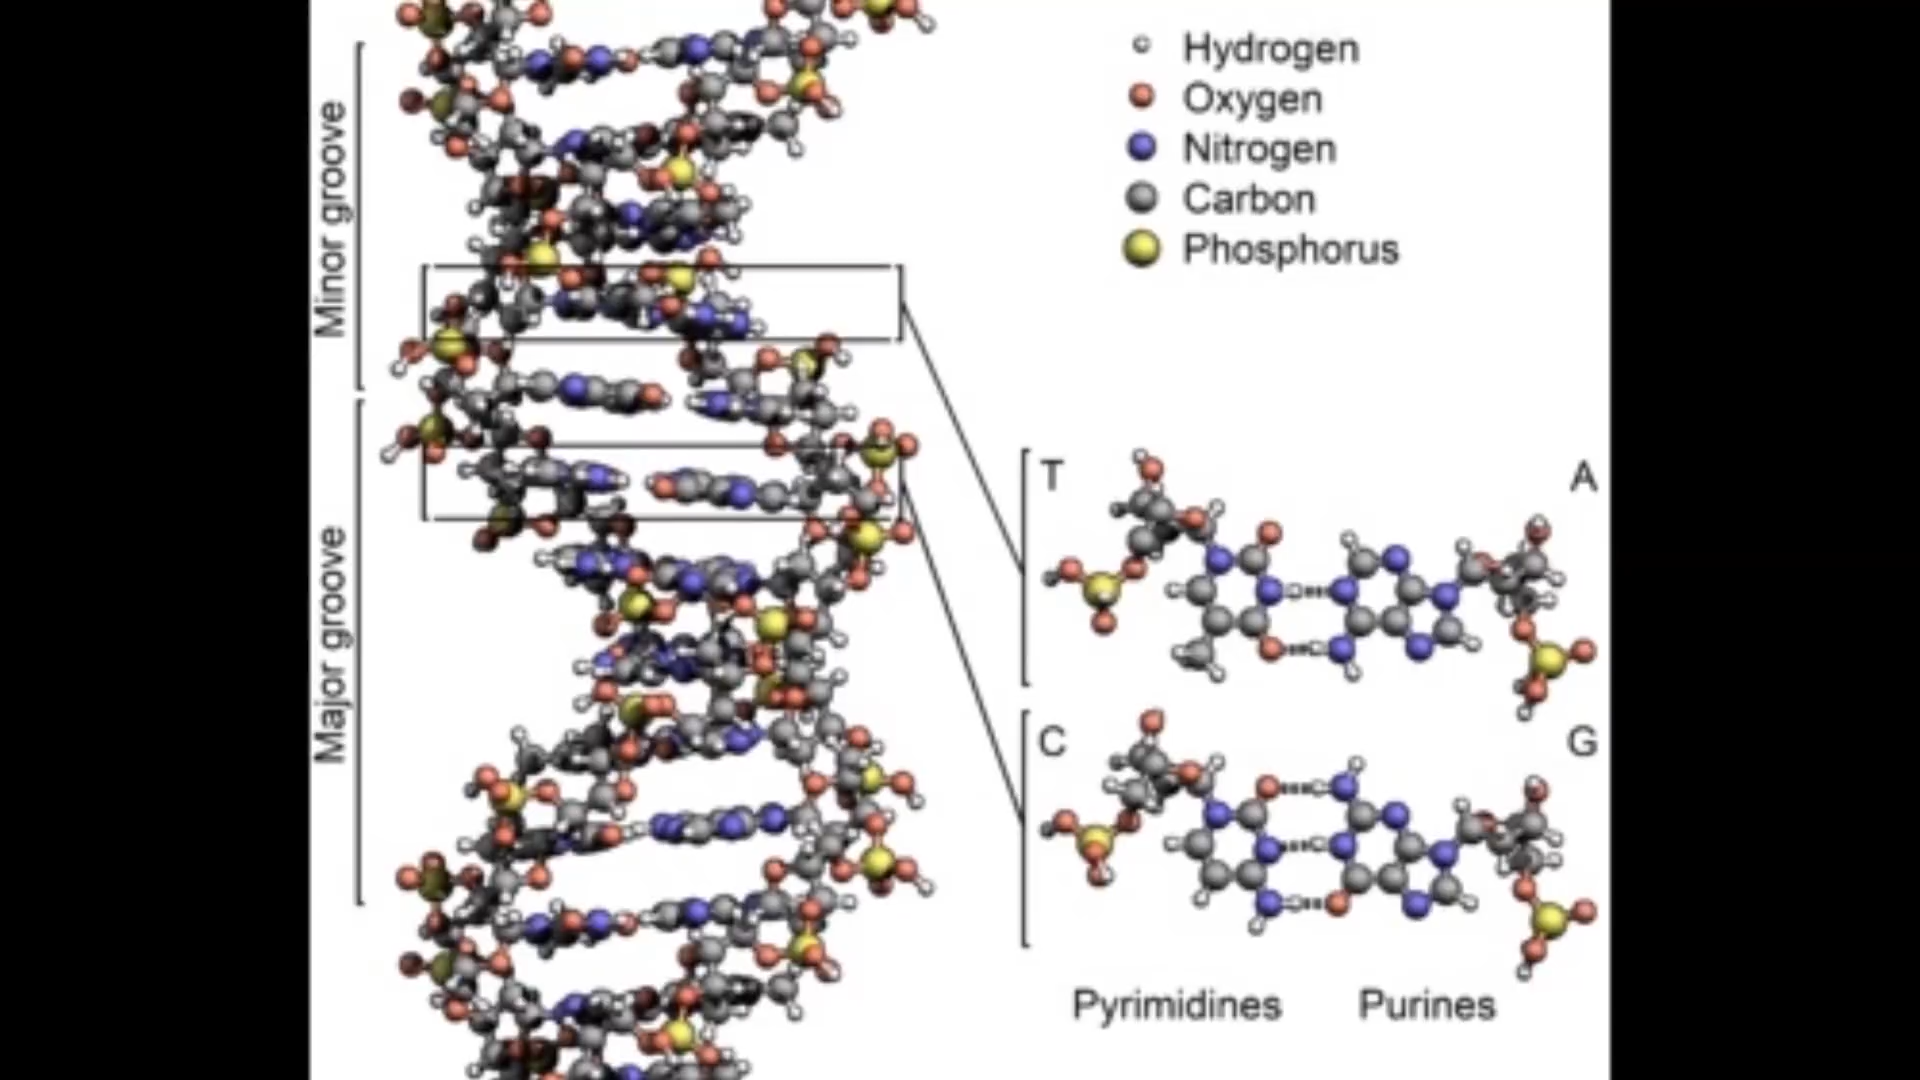 Minor groove
Major groove
Hydrogen
Oxygen
Nitrogen
Carbon
Phosphorus
T A
C G
Pyrimidines Purines